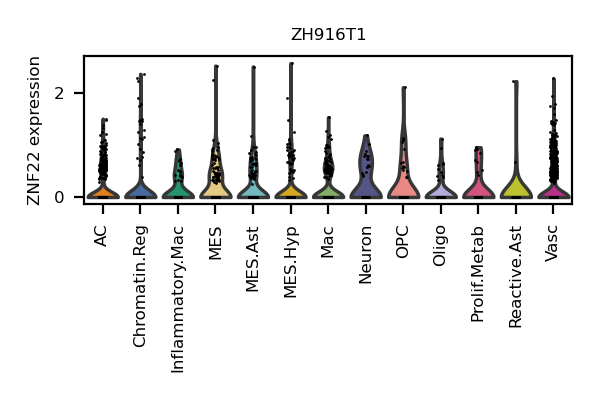 ZH916T1
ZNF22 expression
2
0
AC
Chromatin.Reg
Inflammatory.Mac
MES
MES.Ast
MES.Hyp
Mac
Neuron
OPC
Oligo
Prolif.Metab
Reactive.Ast
Vasc